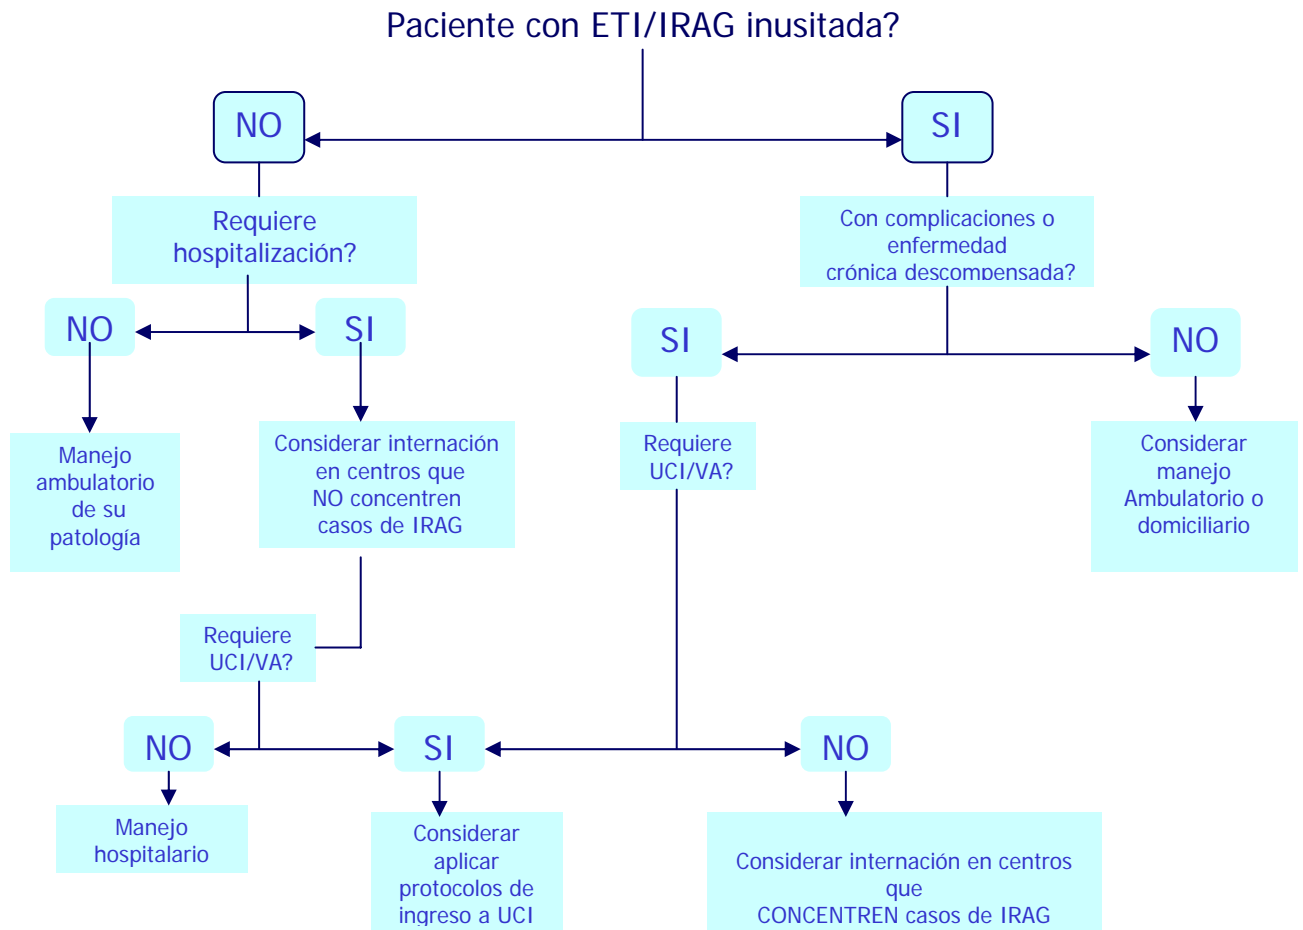 Paciente con ETI/IRAG inusitada?
NO
SI
Requiere
hospitalización?
Con complicaciones o
enfermedad
crónica descompensada?
NO
SI
SI
NO
Manejo
ambulatorio
de su
patología
Considerar internación
en centros que
NO concentren
casos de IRAG
Requiere
UCI/VA?
Considerar
manejo
Ambulatorio o
domiciliario
Requiere
UCI/VA?
NO
SI
NO
Manejo
hospitalario
Considerar
aplicar
protocolos de
ingreso a UCI
Considerar internación en centros
que
CONCENTREN casos de IRAG